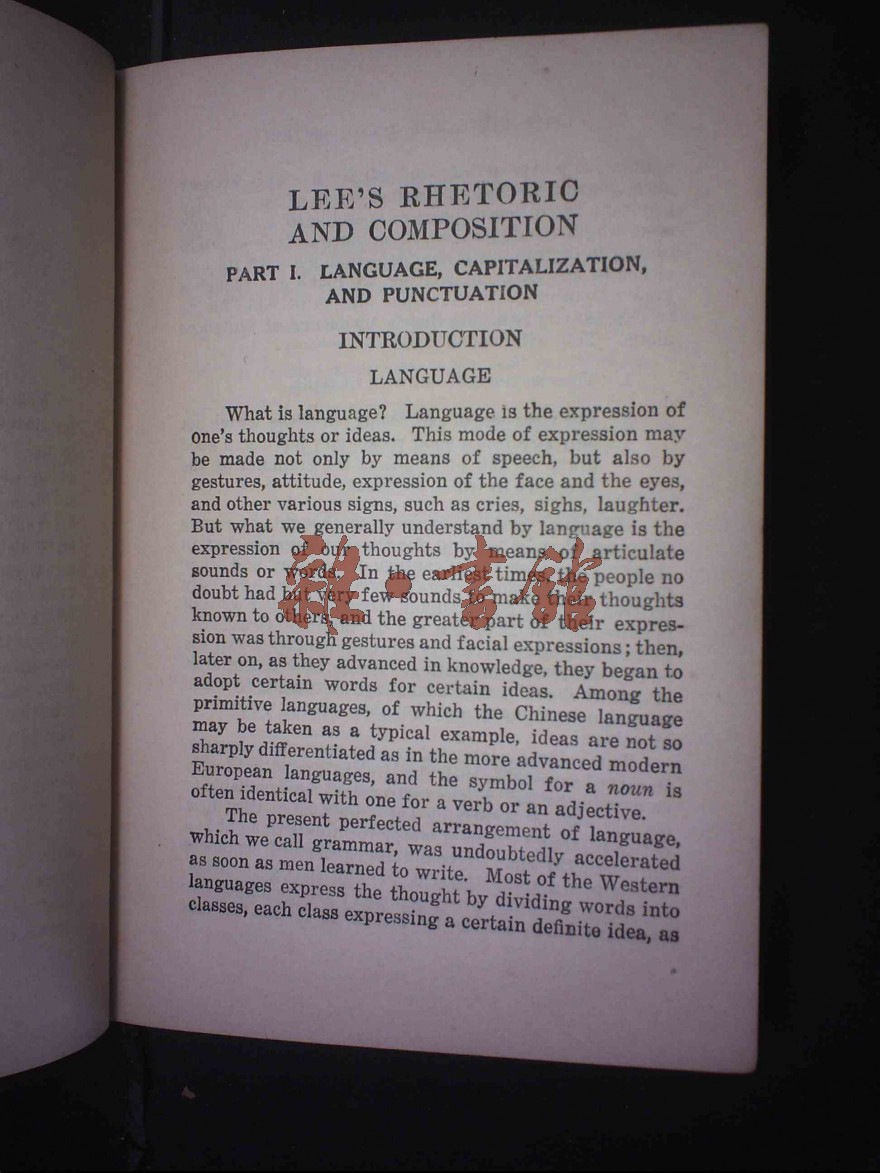 LEE'S RHETORIC
AND COMPOSITION
PART I. LANGUAGE, CAPITALIZATION,
AND PUNCTUATION
INTRODUCTION
LANGUAGE
What is language? Language is the expression of
one's thoughts or ideas. This mode of expression may
be made not only by means of speech, but also by
gestures, attitude, expression of the face and the eyes,
and other various signs, such as cries, sighs, laughter.
But what we generally understand by language is the
expression of our thoughts by means of articulate
sounds or words. In the earliest times, the people no
doubt had but very few sounds to make their thoughts
known to others, and the greater part of their expres-
sion was through gestures and facial expressions; then,
later on, as they advanced in knowledge, they began to
adopt certain words for certain ideas. Among the
primitive languages, of which the Chinese language
may be taken as a typical example, ideas are not so
sharply differentiated as in the more advanced modern
European languages, and the symbol for a noun is
often identical with one for a verb or an adjective.
The present perfected arrangement of language,
which we call grammar, was undoubtedly accelerated
as soon as men learned to write. Most of the Western
languages express the thought by dividing words into
classes, each class expressing a certain definite idea, as
雜·書館